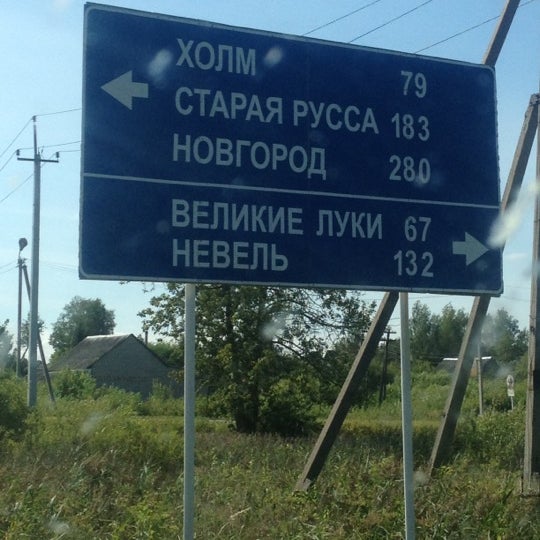 ХОЛМ 79
СТАРАЯ РУССА 183
НОВГОРОД 280
ВЕЛИКИЕ ЛУКИ 67
НЕВЕЛЬ 132